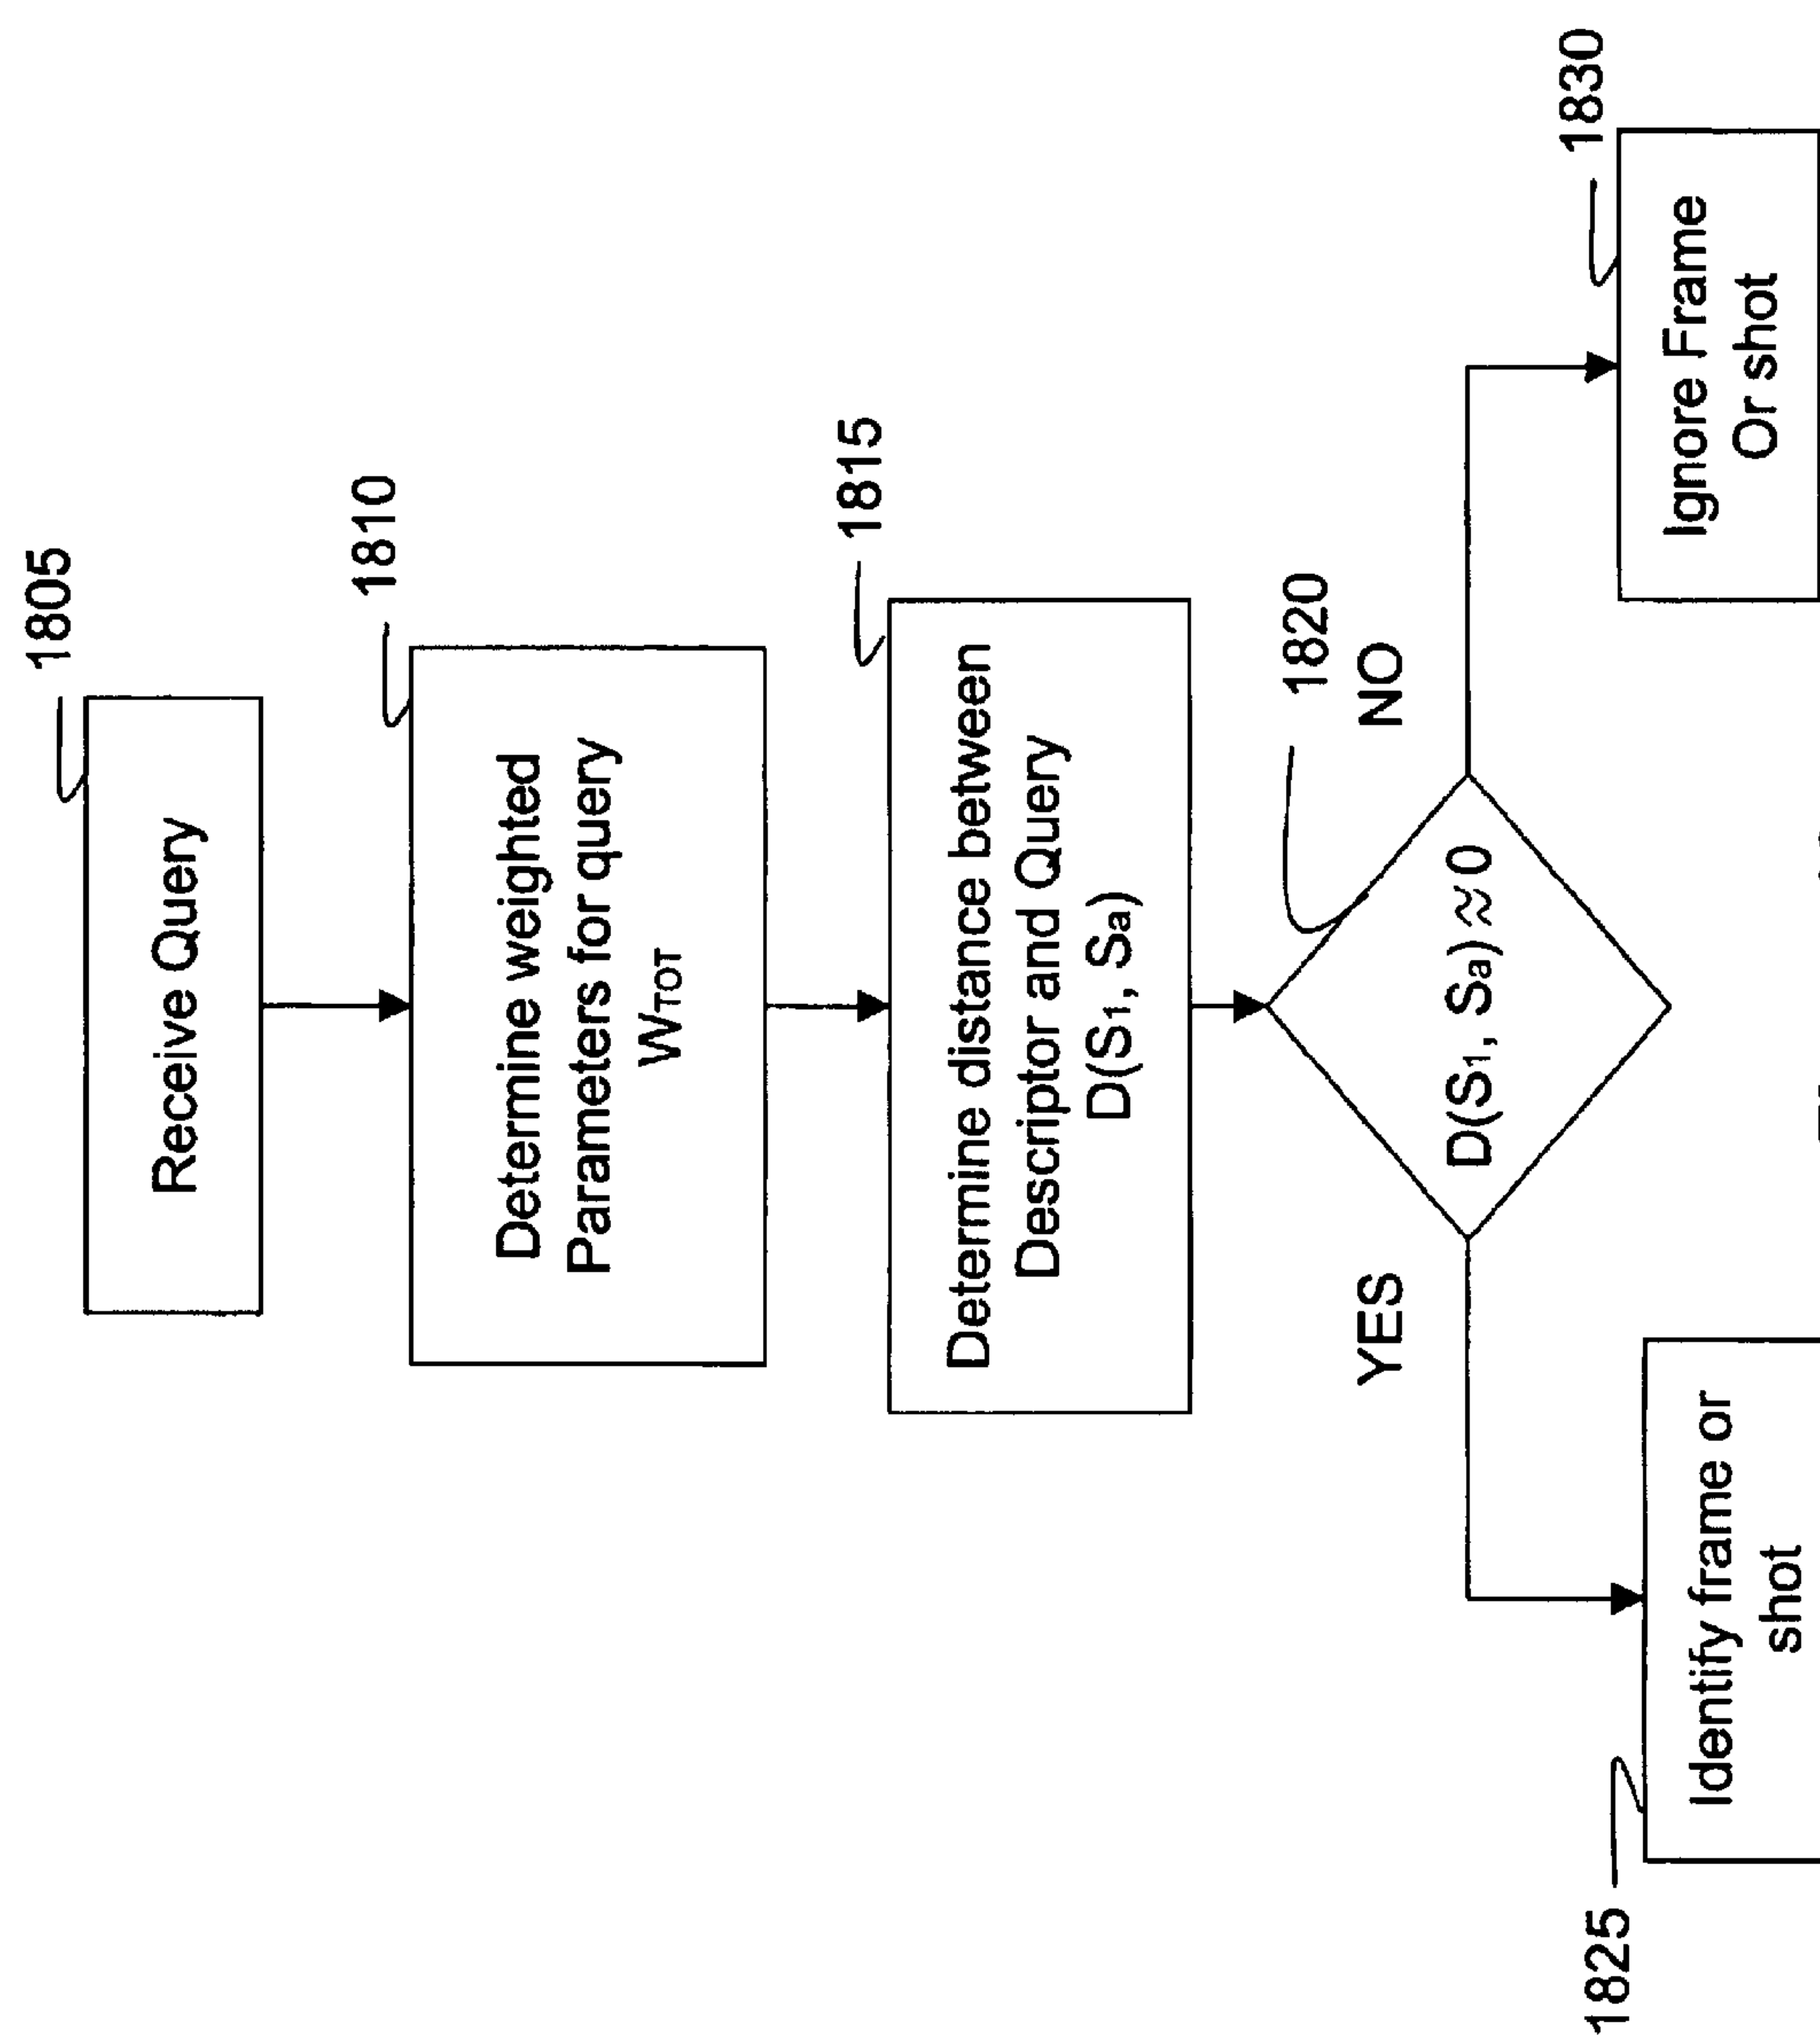 1805
Receive Query
1810
Determine weighted
Parameters for query
WTOT
1815
Determine distance between
Descriptor and Query
D(S1, Sa)
1820
YES
NO
D(S1, Sa) ≈ 0
1825
Identify frame or
shot
1830
Ignore Frame
Or shot